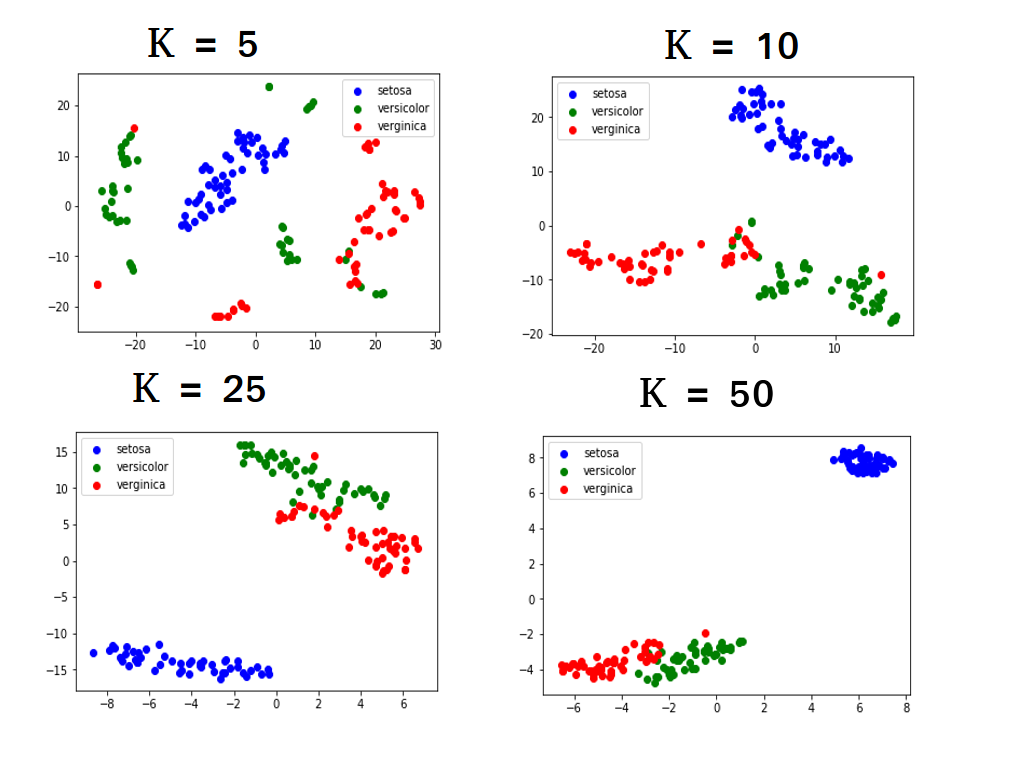 K = 5
setosa
versicolor
verginica
20
10
0
−10
−20
−20 −10 0 10 20 30
K = 10
setosa
versicolor
verginica
20
10
0
−10
−20
−20 −10 0 10
K = 25
setosa
versicolor
verginica
15
10
5
0
−5
−10
−15
−8 −6 −4 −2 0 2 4 6
K = 50
setosa
versicolor
verginica
8
6
4
2
0
−2
−4
−6 −4 −2 0 2 4 6 8